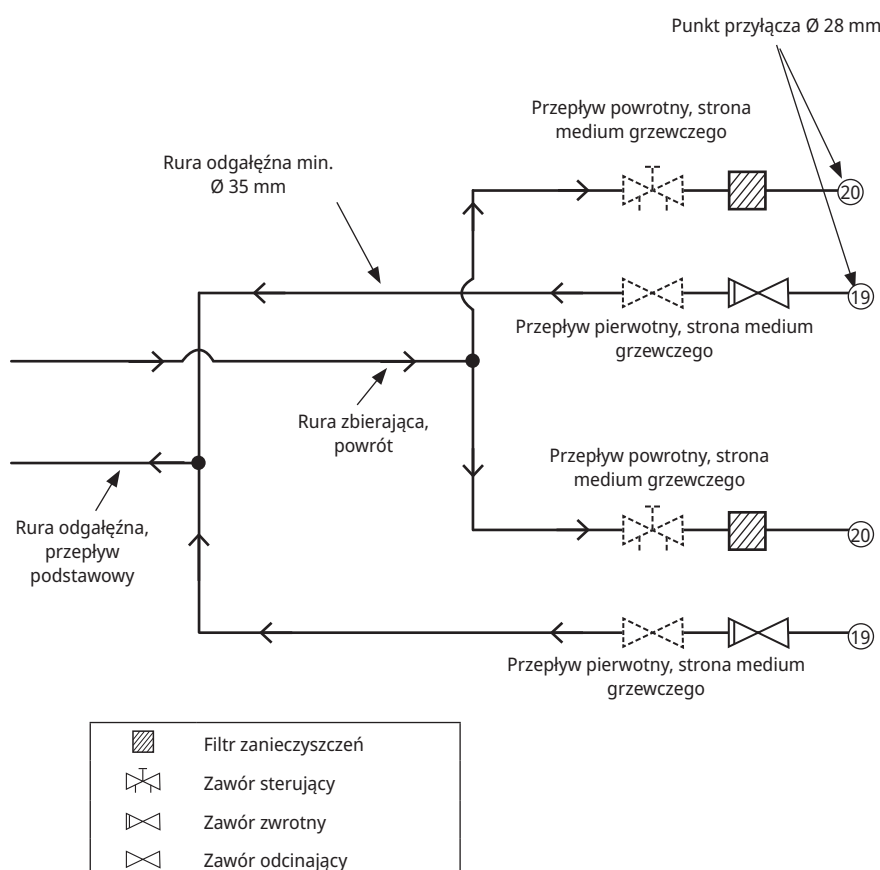 Punkt przyłącza Ø 28 mm
Przepływ powrotny, strona
medium grzewczego
Rura odgałęźna min.
Ø 35 mm
20
19
Przepływ pierwotny, strona medium
grzewczego
Rura zbierająca,
powrót
Przepływ powrotny, strona
medium grzewczego
Rura odgałęźna,
przepływ
podstawowy
20
19
Przepływ pierwotny, strona medium
grzewczego
Filtr zanieczyszczeń
Zawór sterujący
Zawór zwrotny
Zawór odcinający